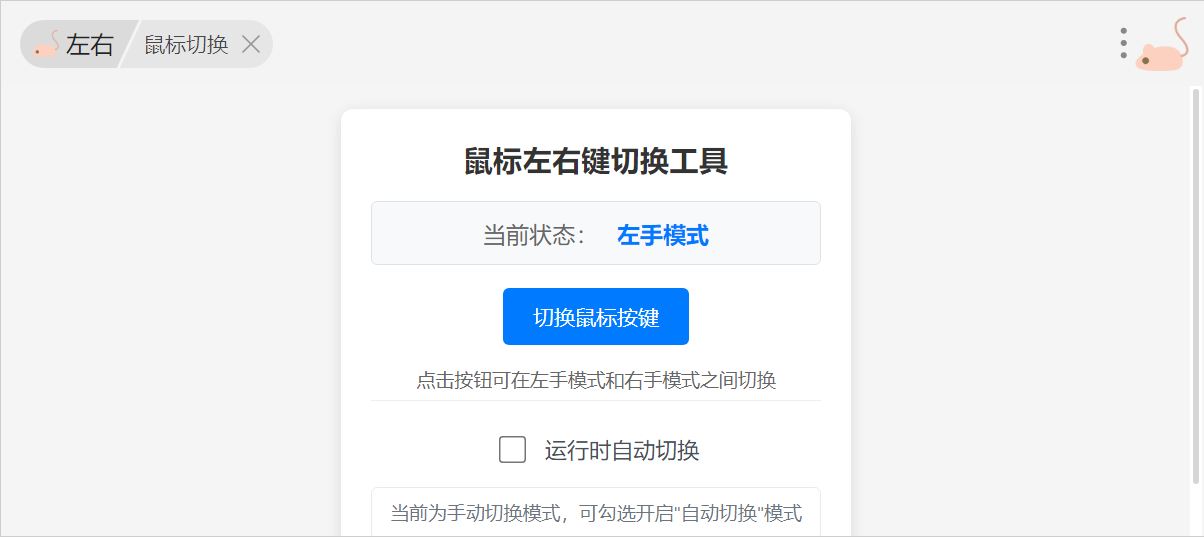 左右 鼠标切换
鼠标左右键切换工具
当前状态： 左手模式
切换鼠标按键
点击按钮可在左手模式和右手模式之间切换
运行时自动切换
当前为手动切换模式，可勾选开启"自动切换"模式